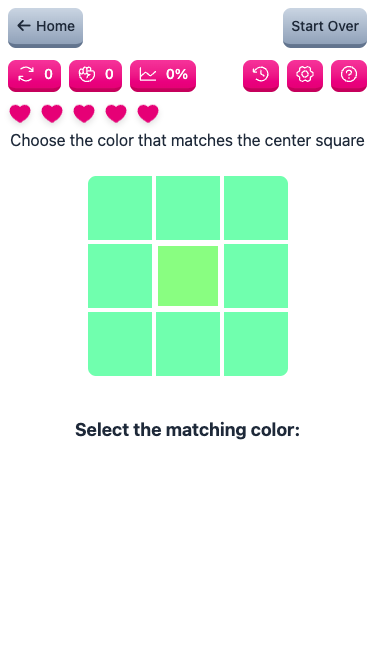 Home
Start Over
0
0
0%
Choose the color that matches the center square
Select the matching color: